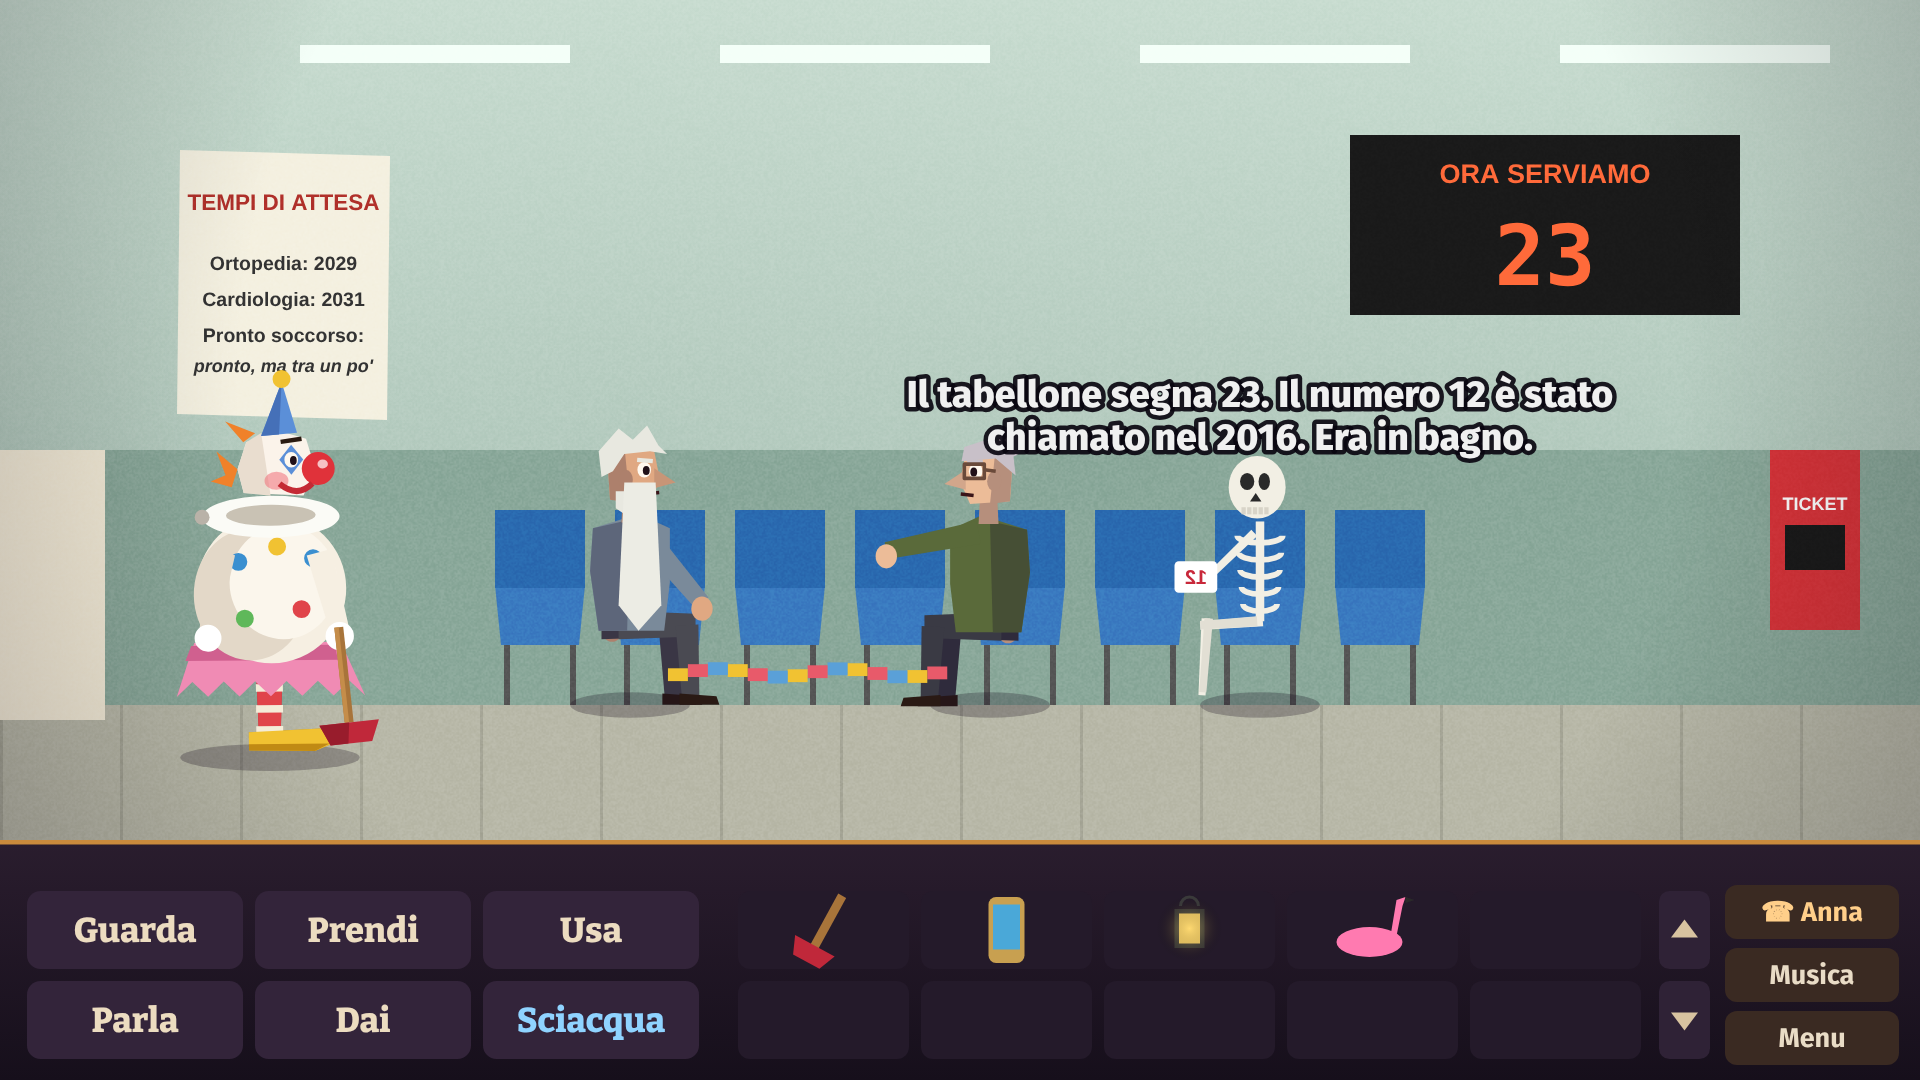 TEMPI DI ATTESA
Ortopedia: 2029
Cardiologia: 2031
Pronto soccorso:
pronto, ma tra un po'
ORA SERVIAMO
23
Il tabellone segna 23. Il numero 12 è stato
chiamato nel 2016. Era in bagno.
TICKET
12
Guarda
Prendi
Usa
Parla
Dai
Sciacqua
☎ Anna
Musica
Menu